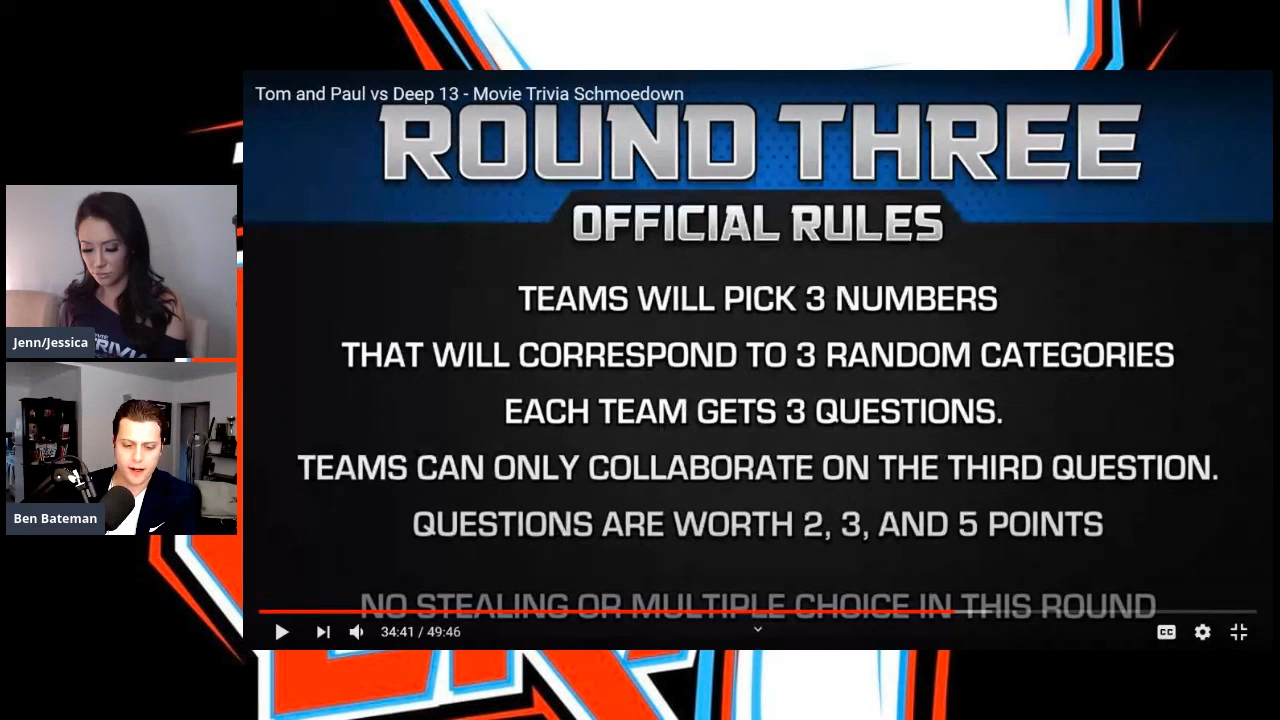 Tom and Paul vs Deep 13 - Movie Trivia Schmoedown
ROUND THREE
OFFICIAL RULES
TEAMS WILL PICK 3 NUMBERS
THAT WILL CORRESPOND TO 3 RANDOM CATEGORIES
EACH TEAM GETS 3 QUESTIONS.
TEAMS CAN ONLY COLLABORATE ON THE THIRD QUESTION.
QUESTIONS ARE WORTH 2, 3, AND 5 POINTS
NO STEALING OR MULTIPLE CHOICE IN THIS ROUND
34:41 / 49:46
CC
Jenn/Jessica
Ben Bateman